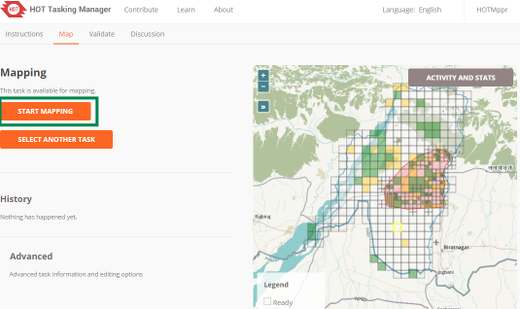 HOT Tasking Manager Contribute Learn About Language: English HOTMppr
Instructions Map Validate Discussion
Mapping
This task is available for mapping.
START MAPPING
SELECT ANOTHER TASK
History
Nothing has happened yet.
Advanced
Advanced task information and editing options
ACTIVITY AND STATS
+
−
»
Rabiraj
Biratnagar
Jogbani
Legend
Ready